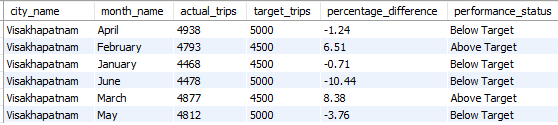 city_name month_name actual_trips target_trips percentage_difference performance_status
Visakhapatnam April 4938 5000 -1.24 Below Target
Visakhapatnam February 4793 4500 6.51 Above Target
Visakhapatnam January 4468 4500 -0.71 Below Target
Visakhapatnam June 4478 5000 -10.44 Below Target
Visakhapatnam March 4877 4500 8.38 Above Target
Visakhapatnam May 4812 5000 -3.76 Below Target